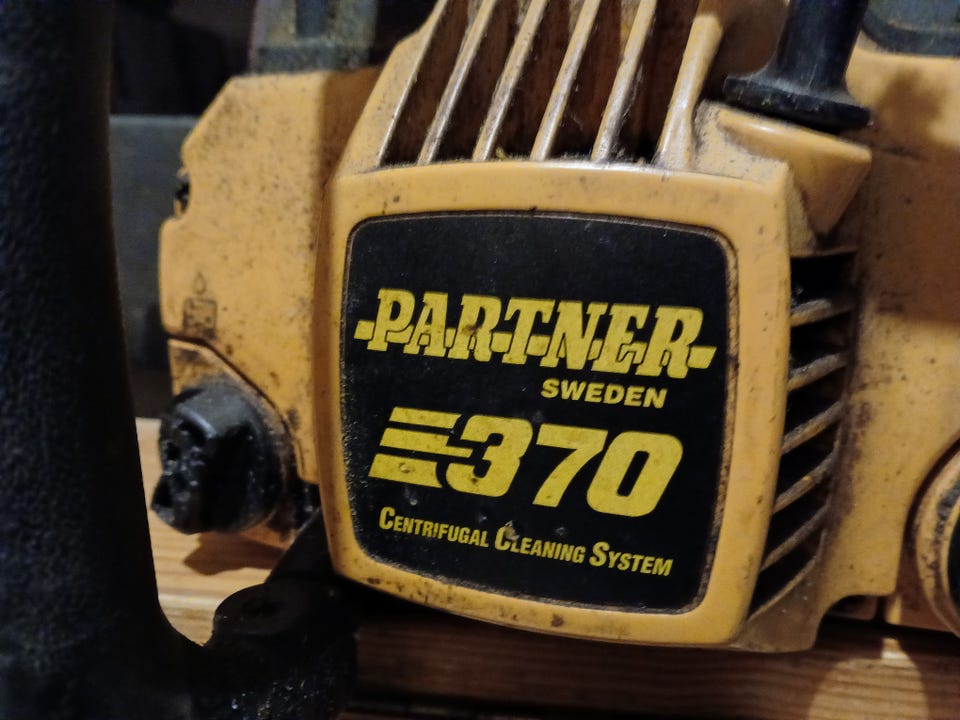 PARTNER
SWEDEN
370
CENTRIFUGAL CLEANING SYSTEM